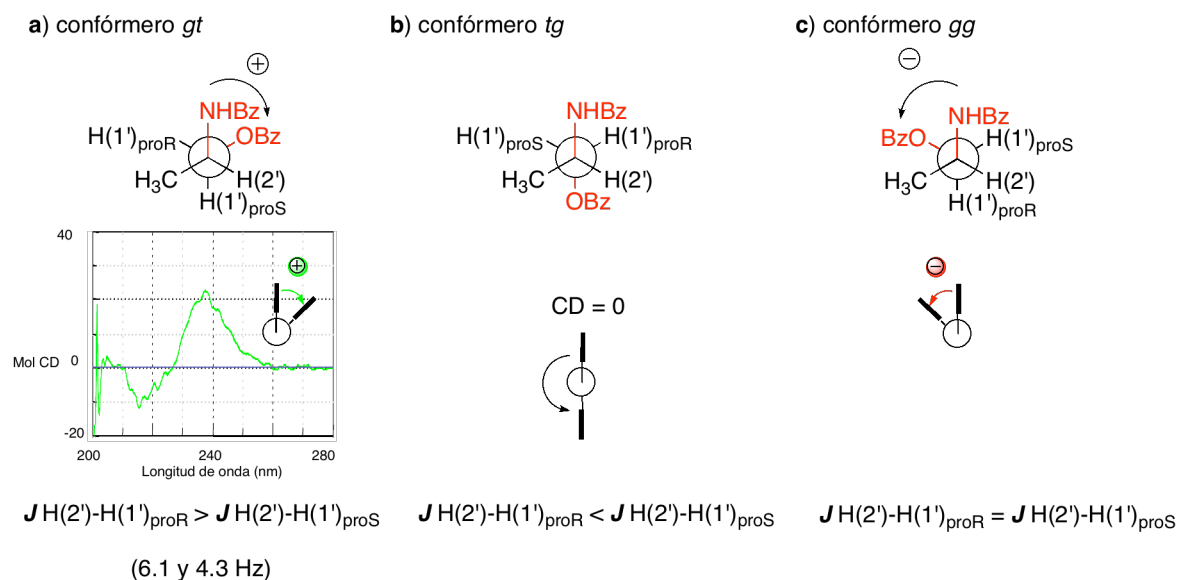 a) confórmero gt
b) confórmero tg
c) confórmero gg
+
NHBz
OBz
H(1')proR
H3C
H(2')
H(1')proS
NHBz
H(1')proS
H(1')proR
H3C
H(2')
OBz
−
NHBz
BzO
H(1')proS
H3C
H(2')
H(1')proR
40
Mol CD
0
-20
200
240
280
Longitud de onda (nm)
+
CD = 0
−
J H(2')-H(1')proR > J H(2')-H(1')proS
J H(2')-H(1')proR < J H(2')-H(1')proS
J H(2')-H(1')proR = J H(2')-H(1')proS
(6.1 y 4.3 Hz)